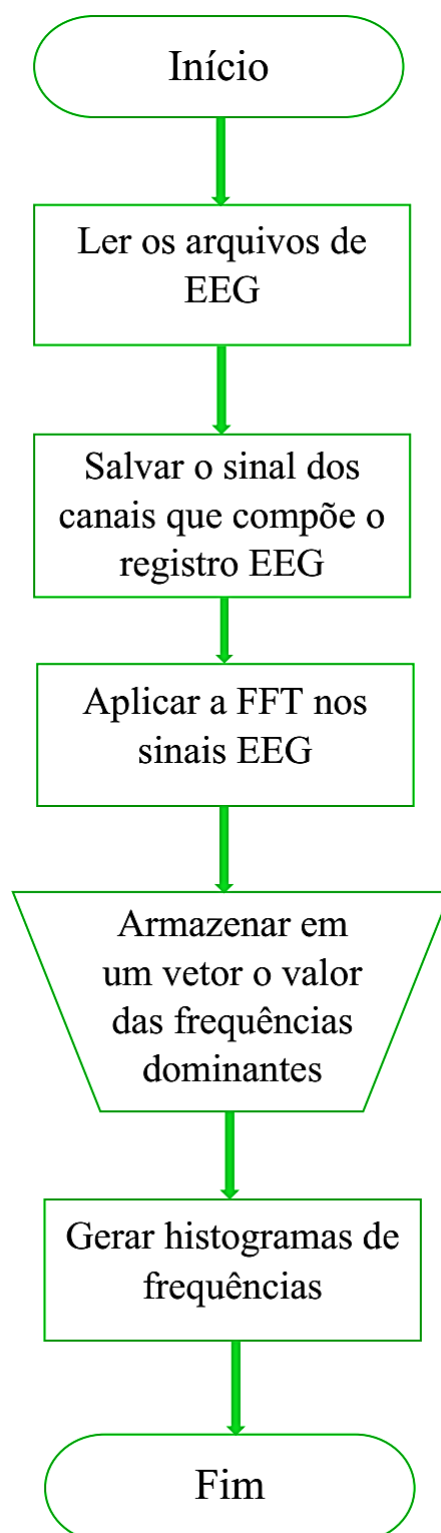 Início
Ler os arquivos de
EEG
Salvar o sinal dos
canais que compõe o
registro EEG
Aplicar a FFT nos
sinais EEG
Armazenar em
um vetor o valor
das frequências
dominantes
Gerar histogramas de
frequências
Fim